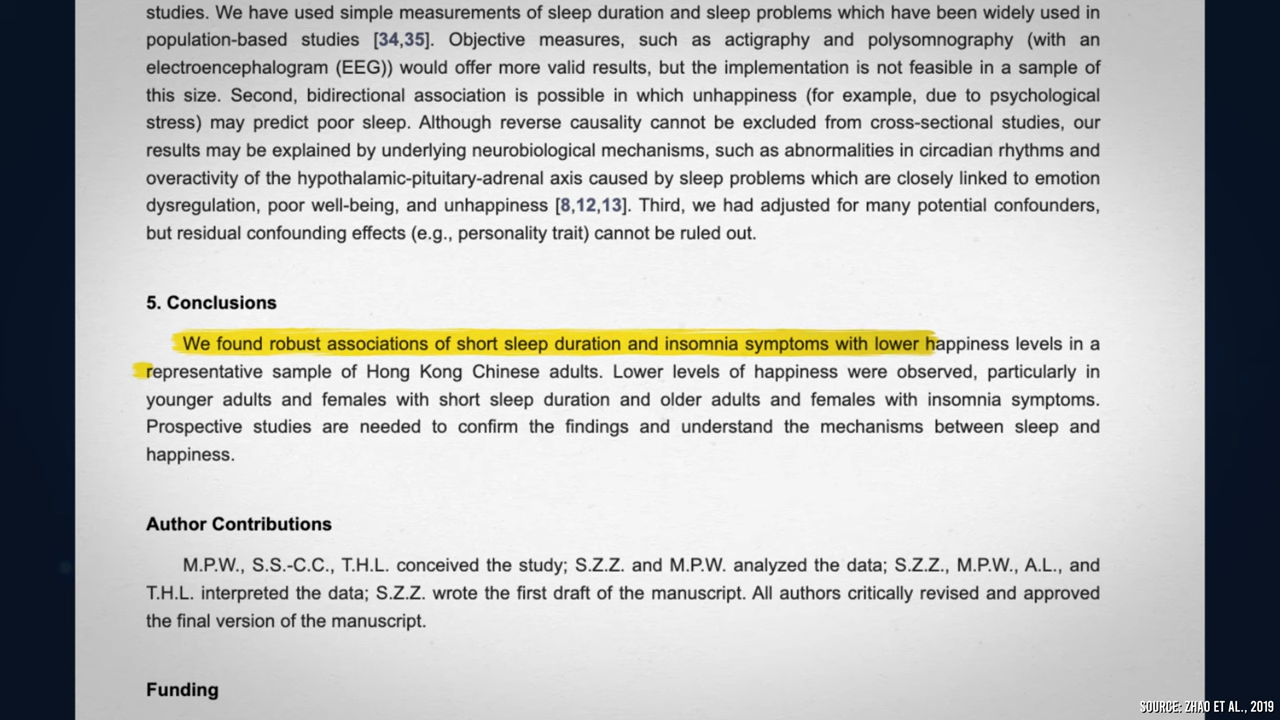 studies. We have used simple measurements of sleep duration and sleep problems which have been widely used in
population-based studies [34,35]. Objective measures, such as actigraphy and polysomnography (with an
electroencephalogram (EEG)) would offer more valid results, but the implementation is not feasible in a sample of
this size. Second, bidirectional association is possible in which unhappiness (for example, due to psychological
stress) may predict poor sleep. Although reverse causality cannot be excluded from cross-sectional studies, our
results may be explained by underlying neurobiological mechanisms, such as abnormalities in circadian rhythms and
overactivity of the hypothalamic-pituitary-adrenal axis caused by sleep problems which are closely linked to emotion
dysregulation, poor well-being, and unhappiness [8,12,13]. Third, we had adjusted for many potential confounders,
but residual confounding effects (e.g., personality trait) cannot be ruled out.
5. Conclusions
We found robust associations of short sleep duration and insomnia symptoms with lower happiness levels in a
representative sample of Hong Kong Chinese adults. Lower levels of happiness were observed, particularly in
younger adults and females with short sleep duration and older adults and females with insomnia symptoms.
Prospective studies are needed to confirm the findings and understand the mechanisms between sleep and
happiness.
Author Contributions
M.P.W., S.S.-C.C., T.H.L. conceived the study; S.Z.Z. and M.P.W. analyzed the data; S.Z.Z., M.P.W., A.L., and
T.H.L. interpreted the data; S.Z.Z. wrote the first draft of the manuscript. All authors critically revised and approved
the final version of the manuscript.
Funding
SOURCE: ZHAO ET AL., 2019